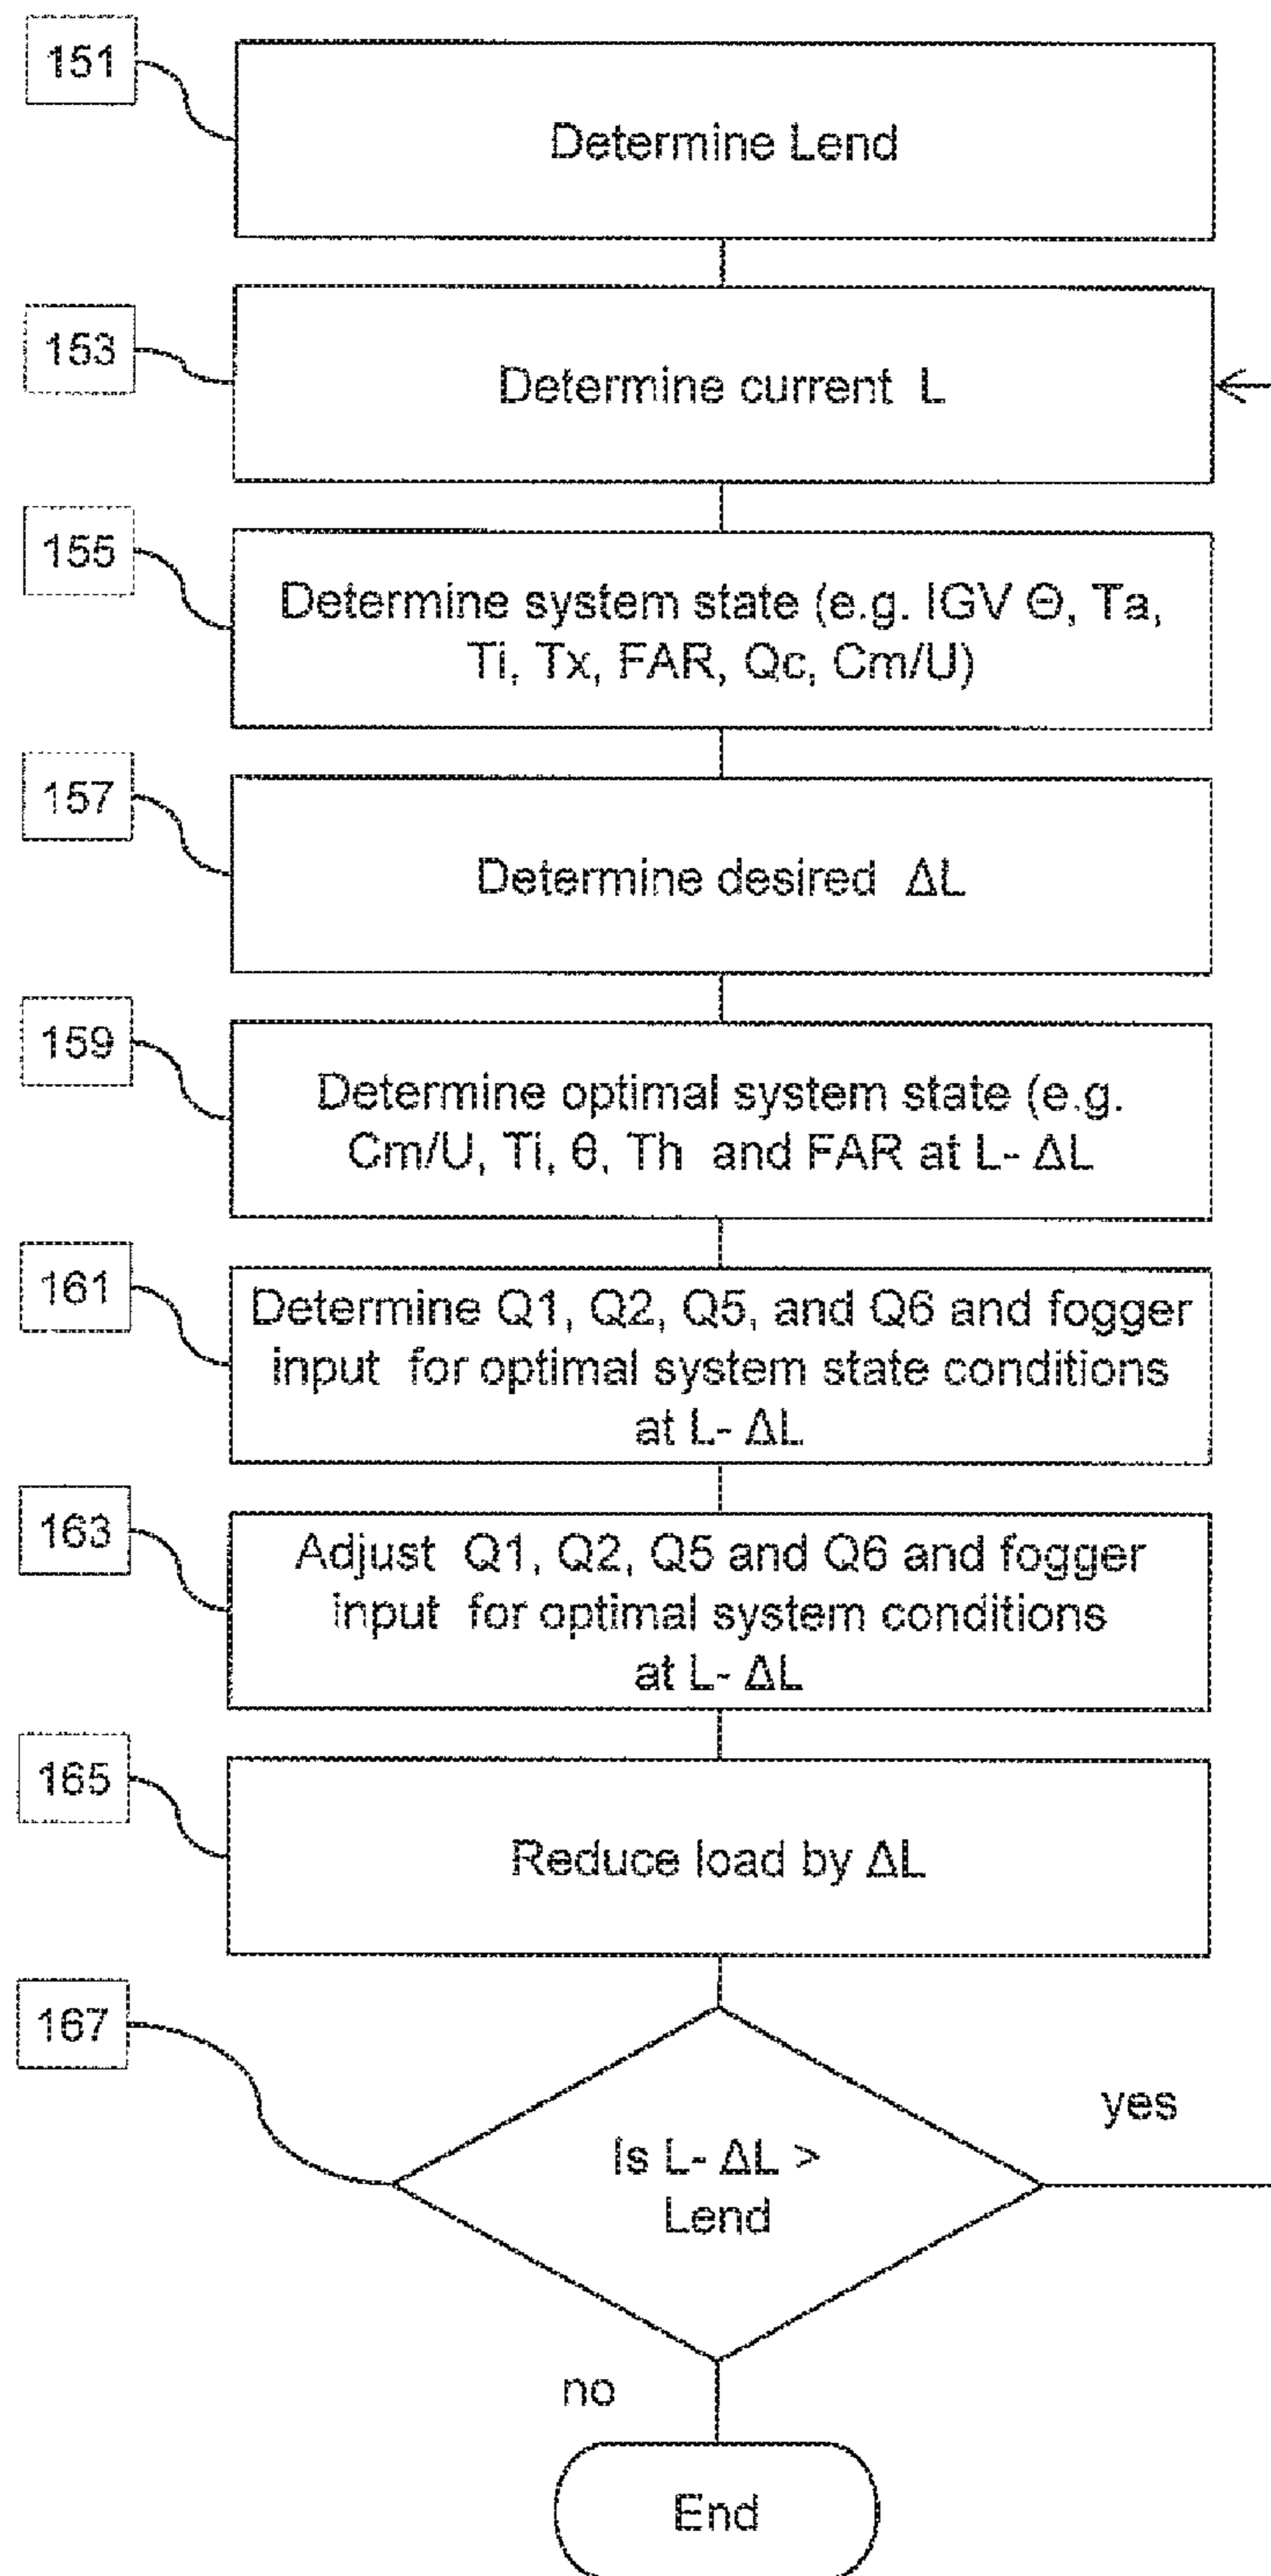 151
Determine Lend
153
Determine current L
155
Determine system state (e.g. IGV Θ, Ta,
Ti, Tx, FAR, Qc, Cm/U)
157
Determine desired ΔL
159
Determine optimal system state (e.g.
Cm/U, Ti, θ, Th and FAR at L- ΔL
161
Determine Q1, Q2, Q5, and Q6 and fogger
input for optimal system state conditions
at L- ΔL
163
Adjust Q1, Q2, Q5 and Q6 and fogger
input for optimal system conditions
at L- ΔL
165
Reduce load by ΔL
167
Is L- ΔL >
Lend
yes
no
End